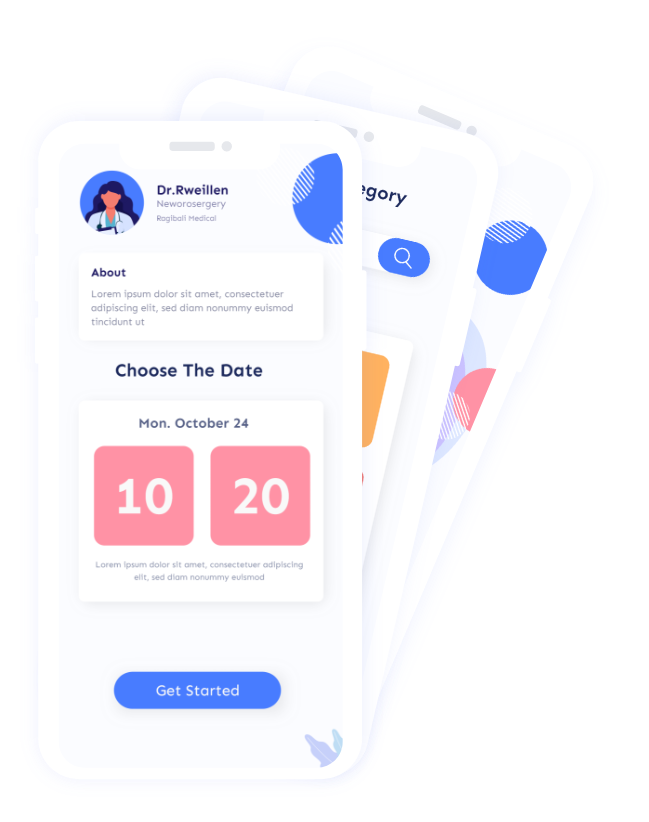 Dr.Rweillen
Neworosergery
Ragiball Medical
egory
About
Lorem ipsum dolor sit amet, consectetuer
adipiscing elit, sed diam nonummy euismod
tincidunt ut
Choose The Date
Mon. October 24
10 20
Lorem ipsum dolor sit amet, consectetuer adipiscing
elit, sed diam nonummy euismod
Get Started